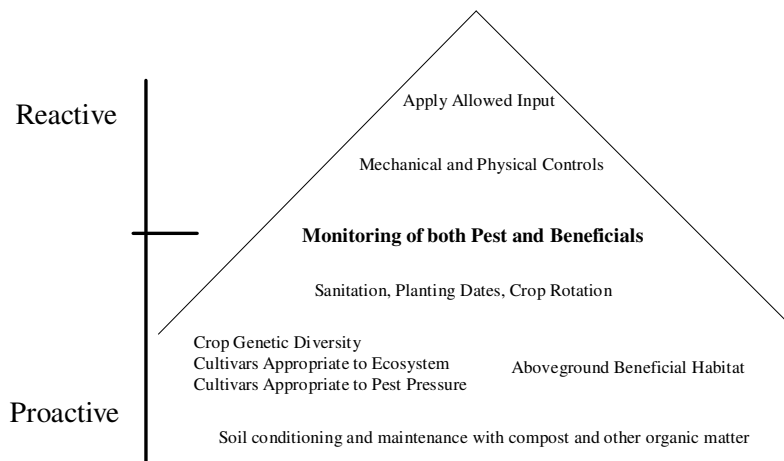 Reactive
Apply Allowed Input
Mechanical and Physical Controls
Monitoring of both Pest and Beneficials
Sanitation, Planting Dates, Crop Rotation
Crop Genetic Diversity
Cultivars Appropriate to Ecosystem
Cultivars Appropriate to Pest Pressure
Aboveground Beneficial Habitat
Proactive
Soil conditioning and maintenance with compost and other organic matter